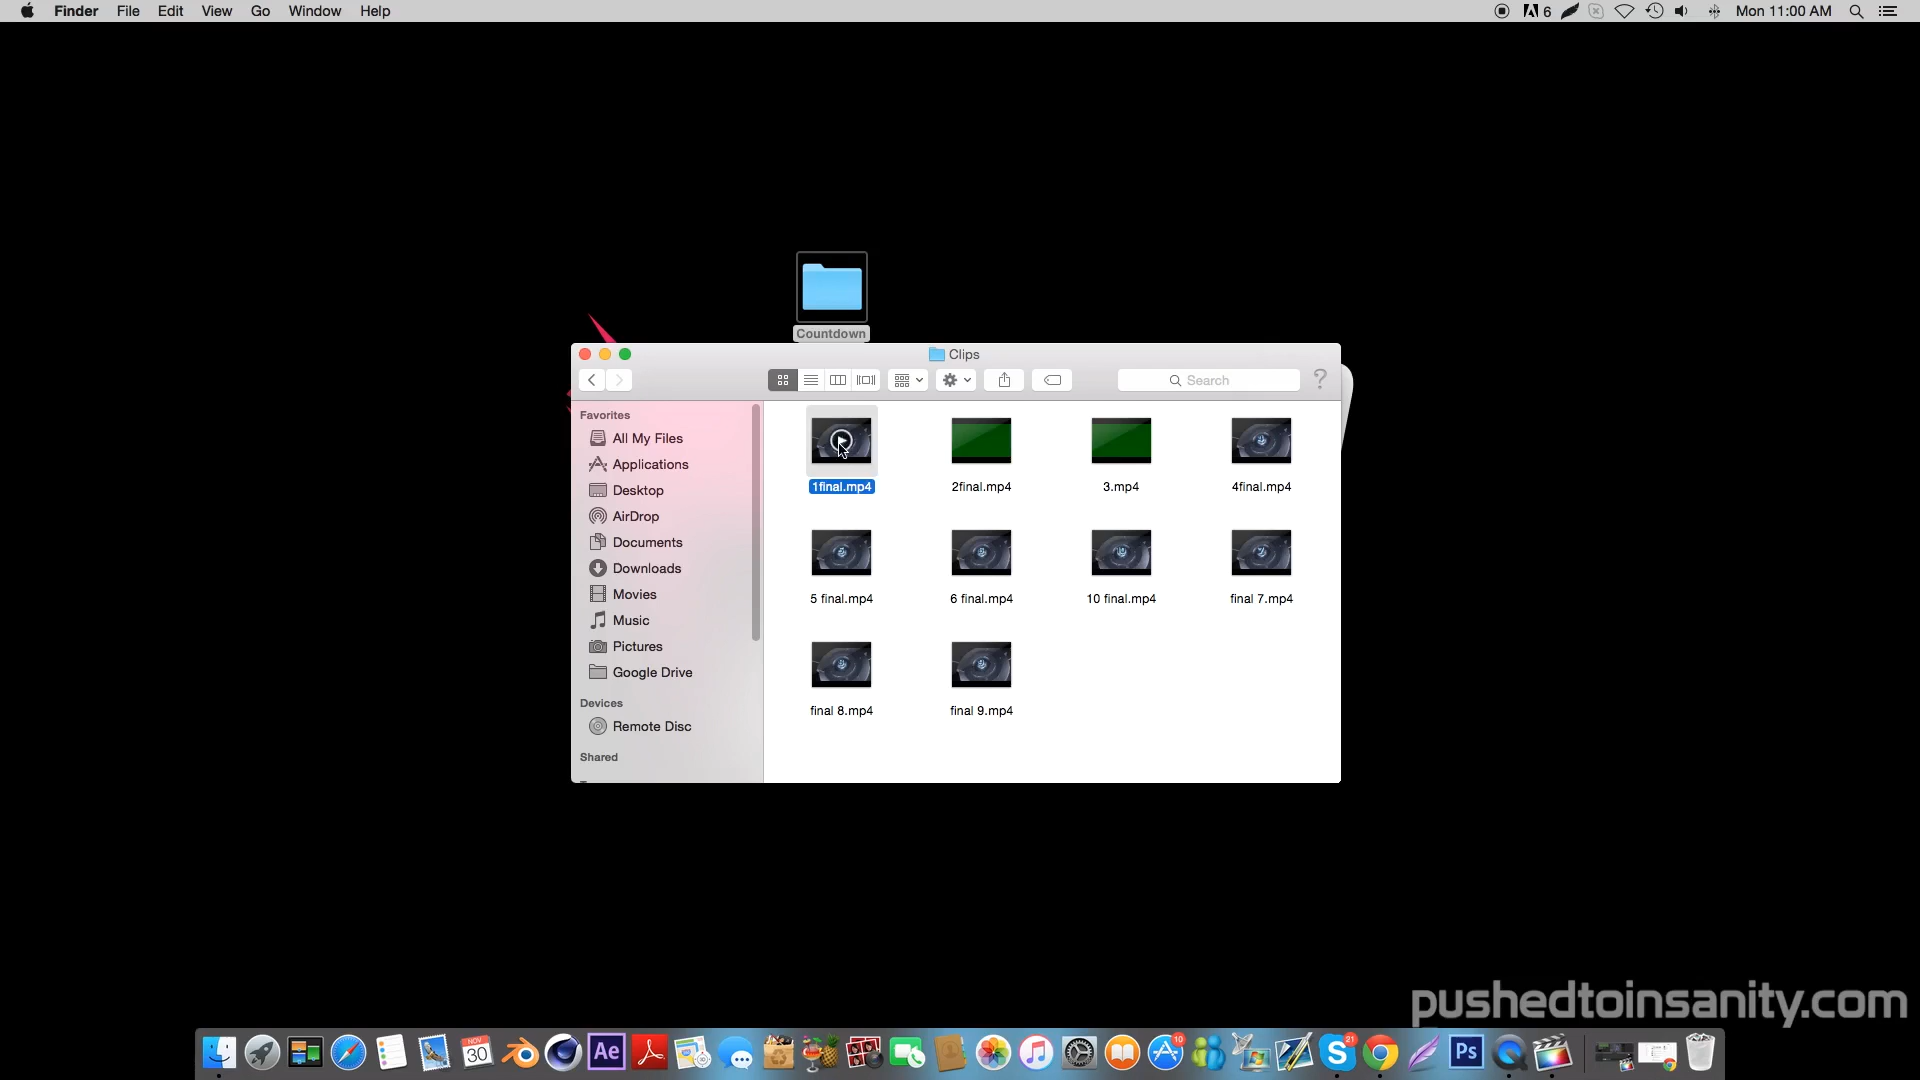 Finder File Edit View Go Window Help 6 Mon 11:00 AM
Countdown
Clips
Search
?
Favorites
All My Files
Applications
Desktop
AirDrop
Documents
Downloads
Movies
Music
Pictures
Google Drive
Devices
Remote Disc
Shared
1final.mp4 2final.mp4 3.mp4 4final.mp4
5 final.mp4 6 final.mp4 10 final.mp4 final 7.mp4
final 8.mp4 final 9.mp4
pushedtoinsanity.com
NOV
30
Ae
10
21
Ps